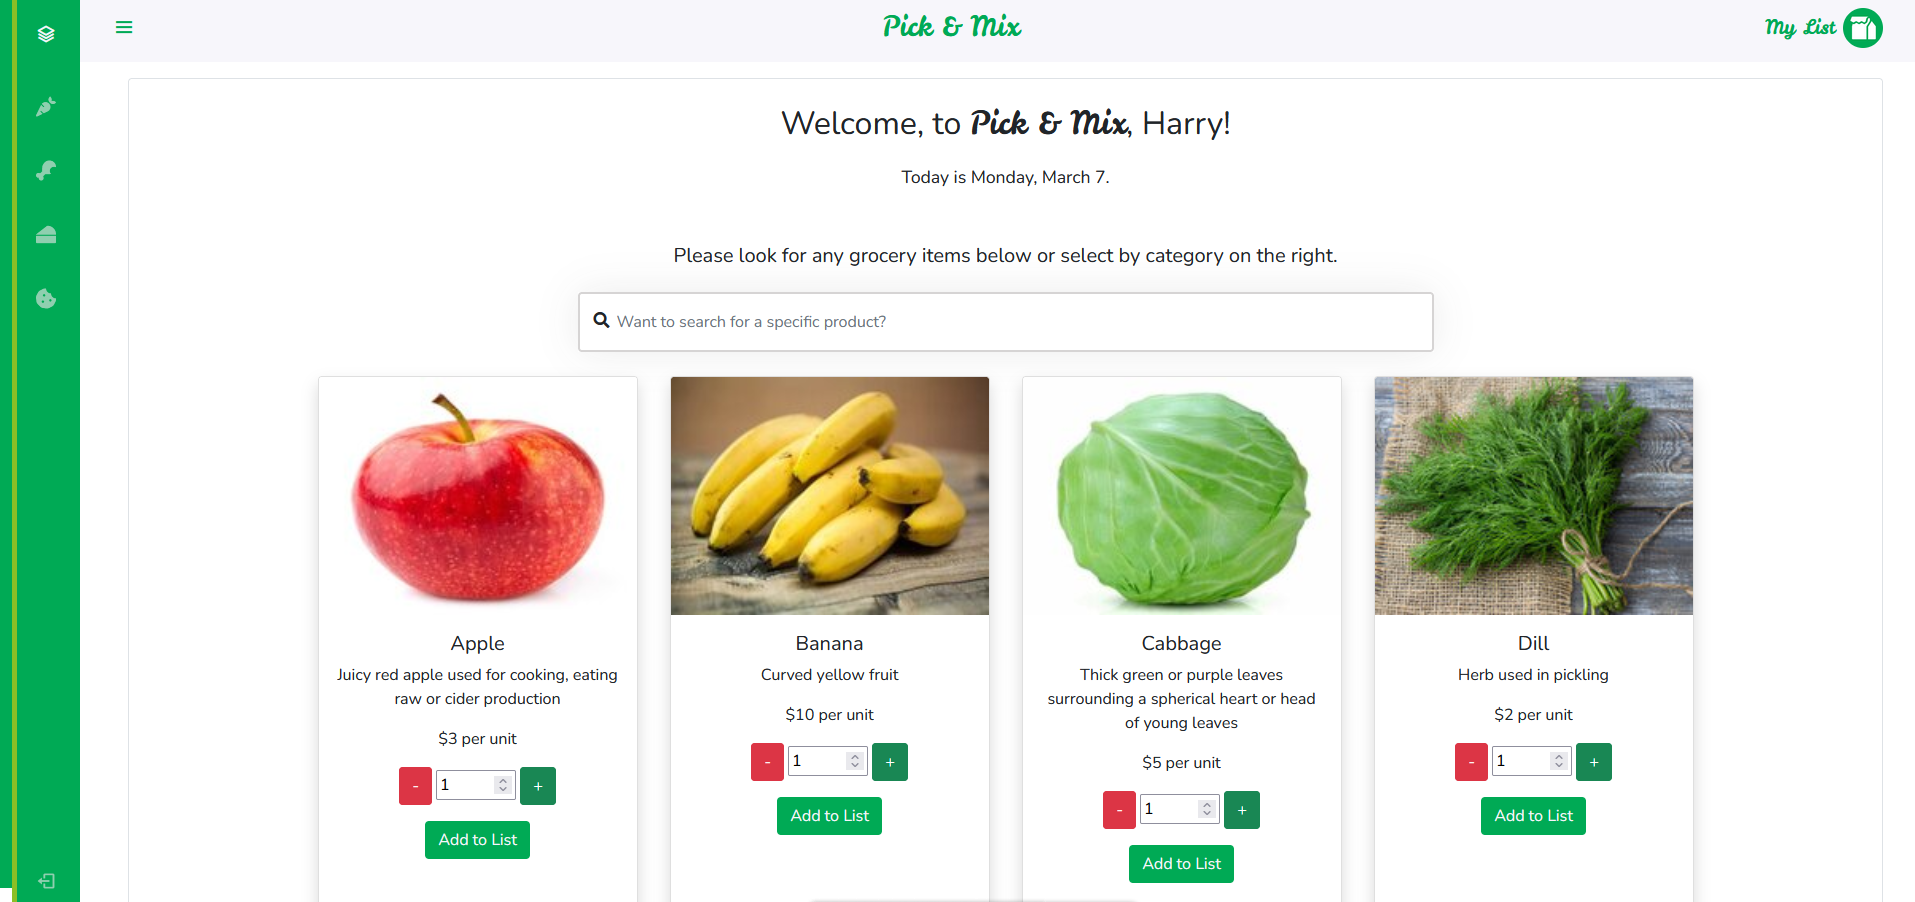 Pick & Mix
My List
Welcome, to Pick & Mix, Harry!
Today is Monday, March 7.
Please look for any grocery items below or select by category on the right.
Want to search for a specific product?
Apple
Juicy red apple used for cooking, eating
raw or cider production
$3 per unit
- 1 +
Add to List
Banana
Curved yellow fruit
$10 per unit
- 1 +
Add to List
Cabbage
Thick green or purple leaves
surrounding a spherical heart or head
of young leaves
$5 per unit
- 1 +
Add to List
Dill
Herb used in pickling
$2 per unit
- 1 +
Add to List